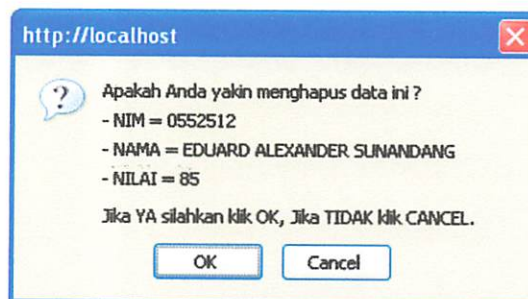 http://localhost
Apakah Anda yakin menghapus data ini ?
- NIM = 0552512
- NAMA = EDUARD ALEXANDER SUNANDANG
- NILAI = 85
Jika YA silahkan klik OK, Jika TIDAK klik CANCEL.
OK Cancel